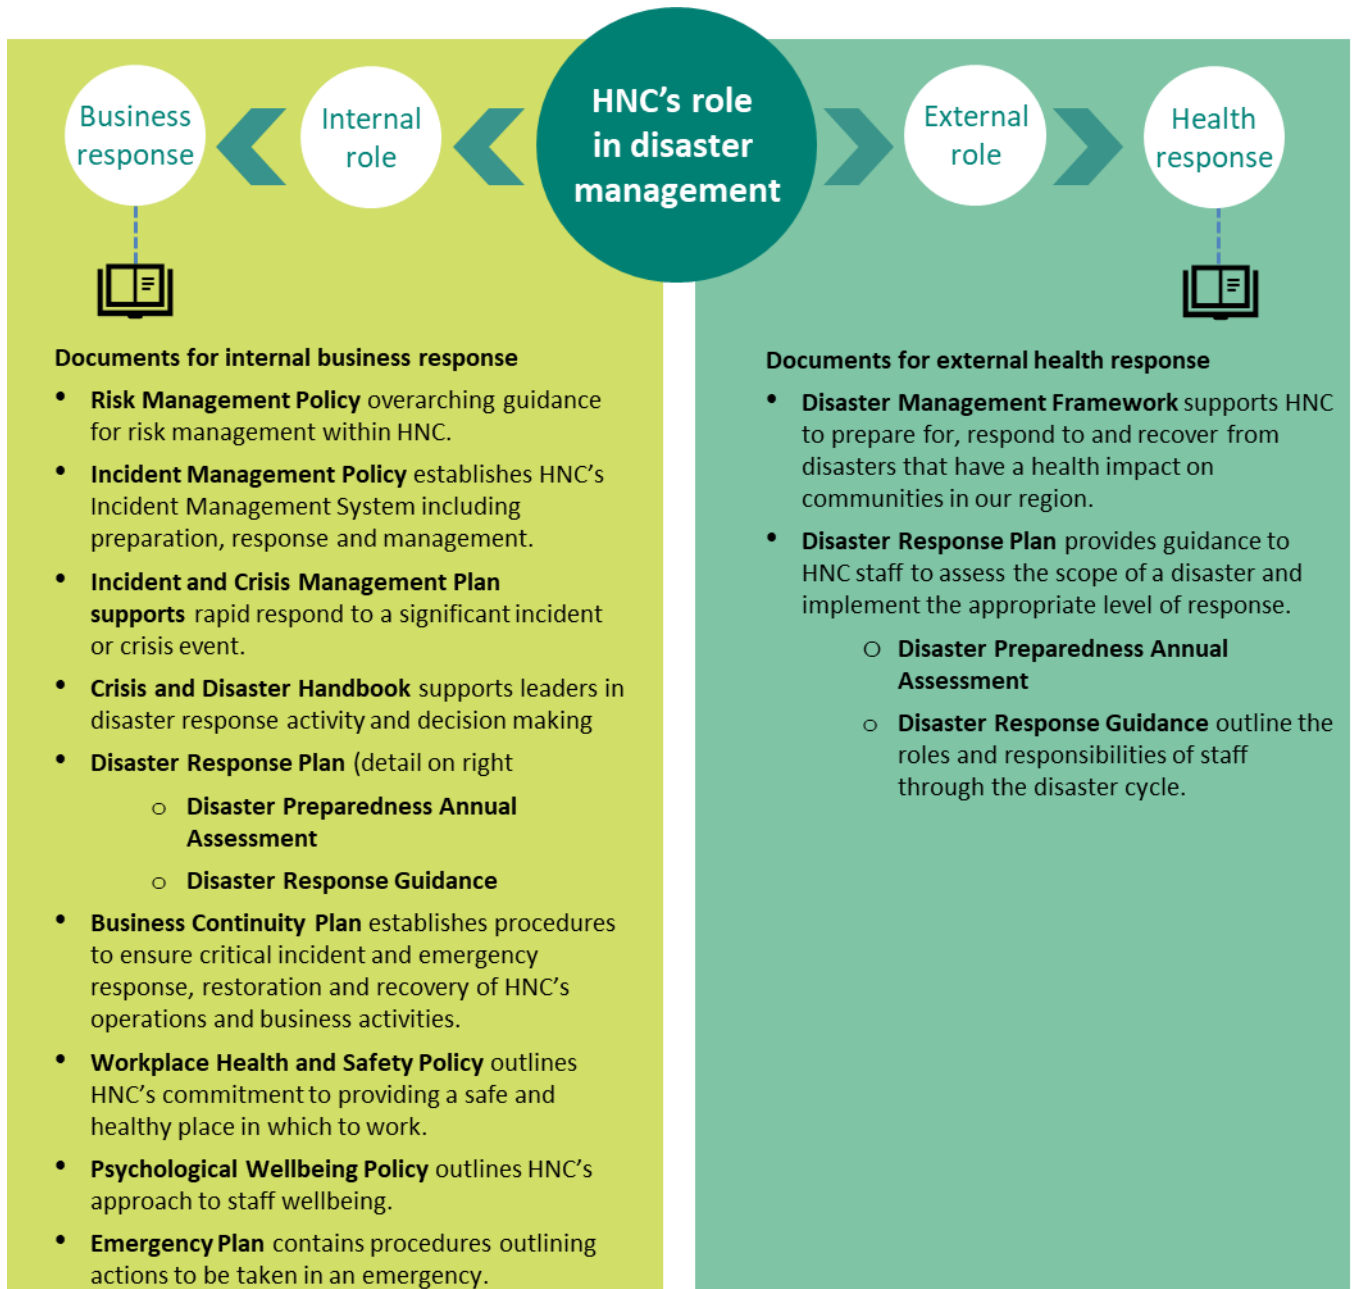 HNC's role
in disaster
management
Business
response
Internal
role
External
role
Health
response
Documents for internal business response
• Risk Management Policy overarching guidance
for risk management within HNC.
• Incident Management Policy establishes HNC's
Incident Management System including
preparation, response and management.
• Incident and Crisis Management Plan
supports rapid respond to a significant incident
or crisis event.
• Crisis and Disaster Handbook supports leaders in
disaster response activity and decision making
• Disaster Response Plan (detail on right
o Disaster Preparedness Annual
Assessment
o Disaster Response Guidance
• Business Continuity Plan establishes procedures
to ensure critical incident and emergency
response, restoration and recovery of HNC's
operations and business activities.
• Workplace Health and Safety Policy outlines
HNC's commitment to providing a safe and
healthy place in which to work.
• Psychological Wellbeing Policy outlines HNC's
approach to staff wellbeing.
• Emergency Plan contains procedures outlining
actions to be taken in an emergency.
Documents for external health response
• Disaster Management Framework supports HNC
to prepare for, respond to and recover from
disasters that have a health impact on
communities in our region.
• Disaster Response Plan provides guidance to
HNC staff to assess the scope of a disaster and
implement the appropriate level of response.
o Disaster Preparedness Annual
Assessment
o Disaster Response Guidance outline the
roles and responsibilities of staff
through the disaster cycle.